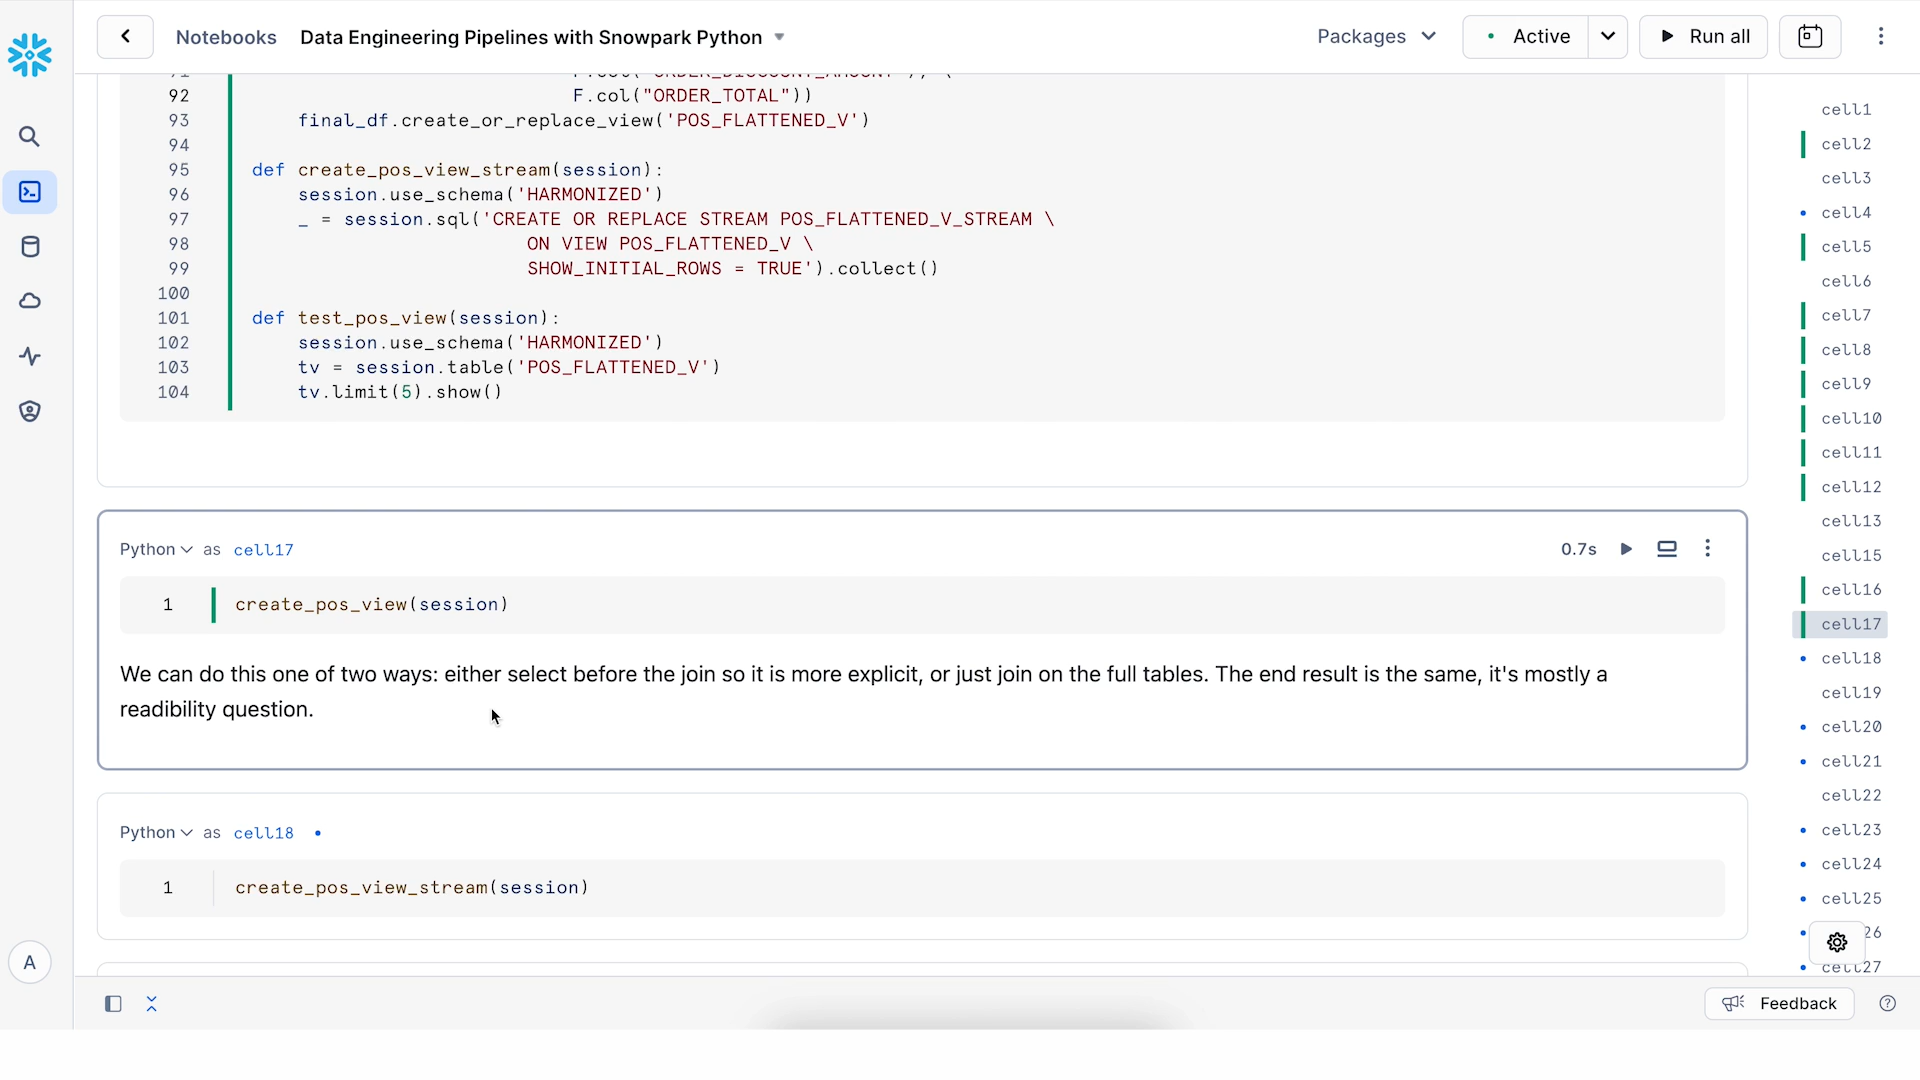 Notebooks Data Engineering Pipelines with Snowpark Python Packages Active Run all
92 F.col("ORDER_TOTAL"))
93 final_df.create_or_replace_view('POS_FLATTENED_V')
94
95 def create_pos_view_stream(session):
96 session.use_schema('HARMONIZED')
97 _ = session.sql('CREATE OR REPLACE STREAM POS_FLATTENED_V_STREAM \
98 ON VIEW POS_FLATTENED_V \
99 SHOW_INITIAL_ROWS = TRUE').collect()
100
101 def test_pos_view(session):
102 session.use_schema('HARMONIZED')
103 tv = session.table('POS_FLATTENED_V')
104 tv.limit(5).show()
Python as cell17 0.7s
1 create_pos_view(session)
We can do this one of two ways: either select before the join so it is more explicit, or just join on the full tables. The end result is the same, it's mostly a
readibility question.
Python as cell18
1 create_pos_view_stream(session)
cell1
cell2
cell3
cell4
cell5
cell6
cell7
cell8
cell9
cell10
cell11
cell12
cell13
cell15
cell16
cell17
cell18
cell19
cell20
cell21
cell22
cell23
cell24
cell25
26
cell27
A
Feedback